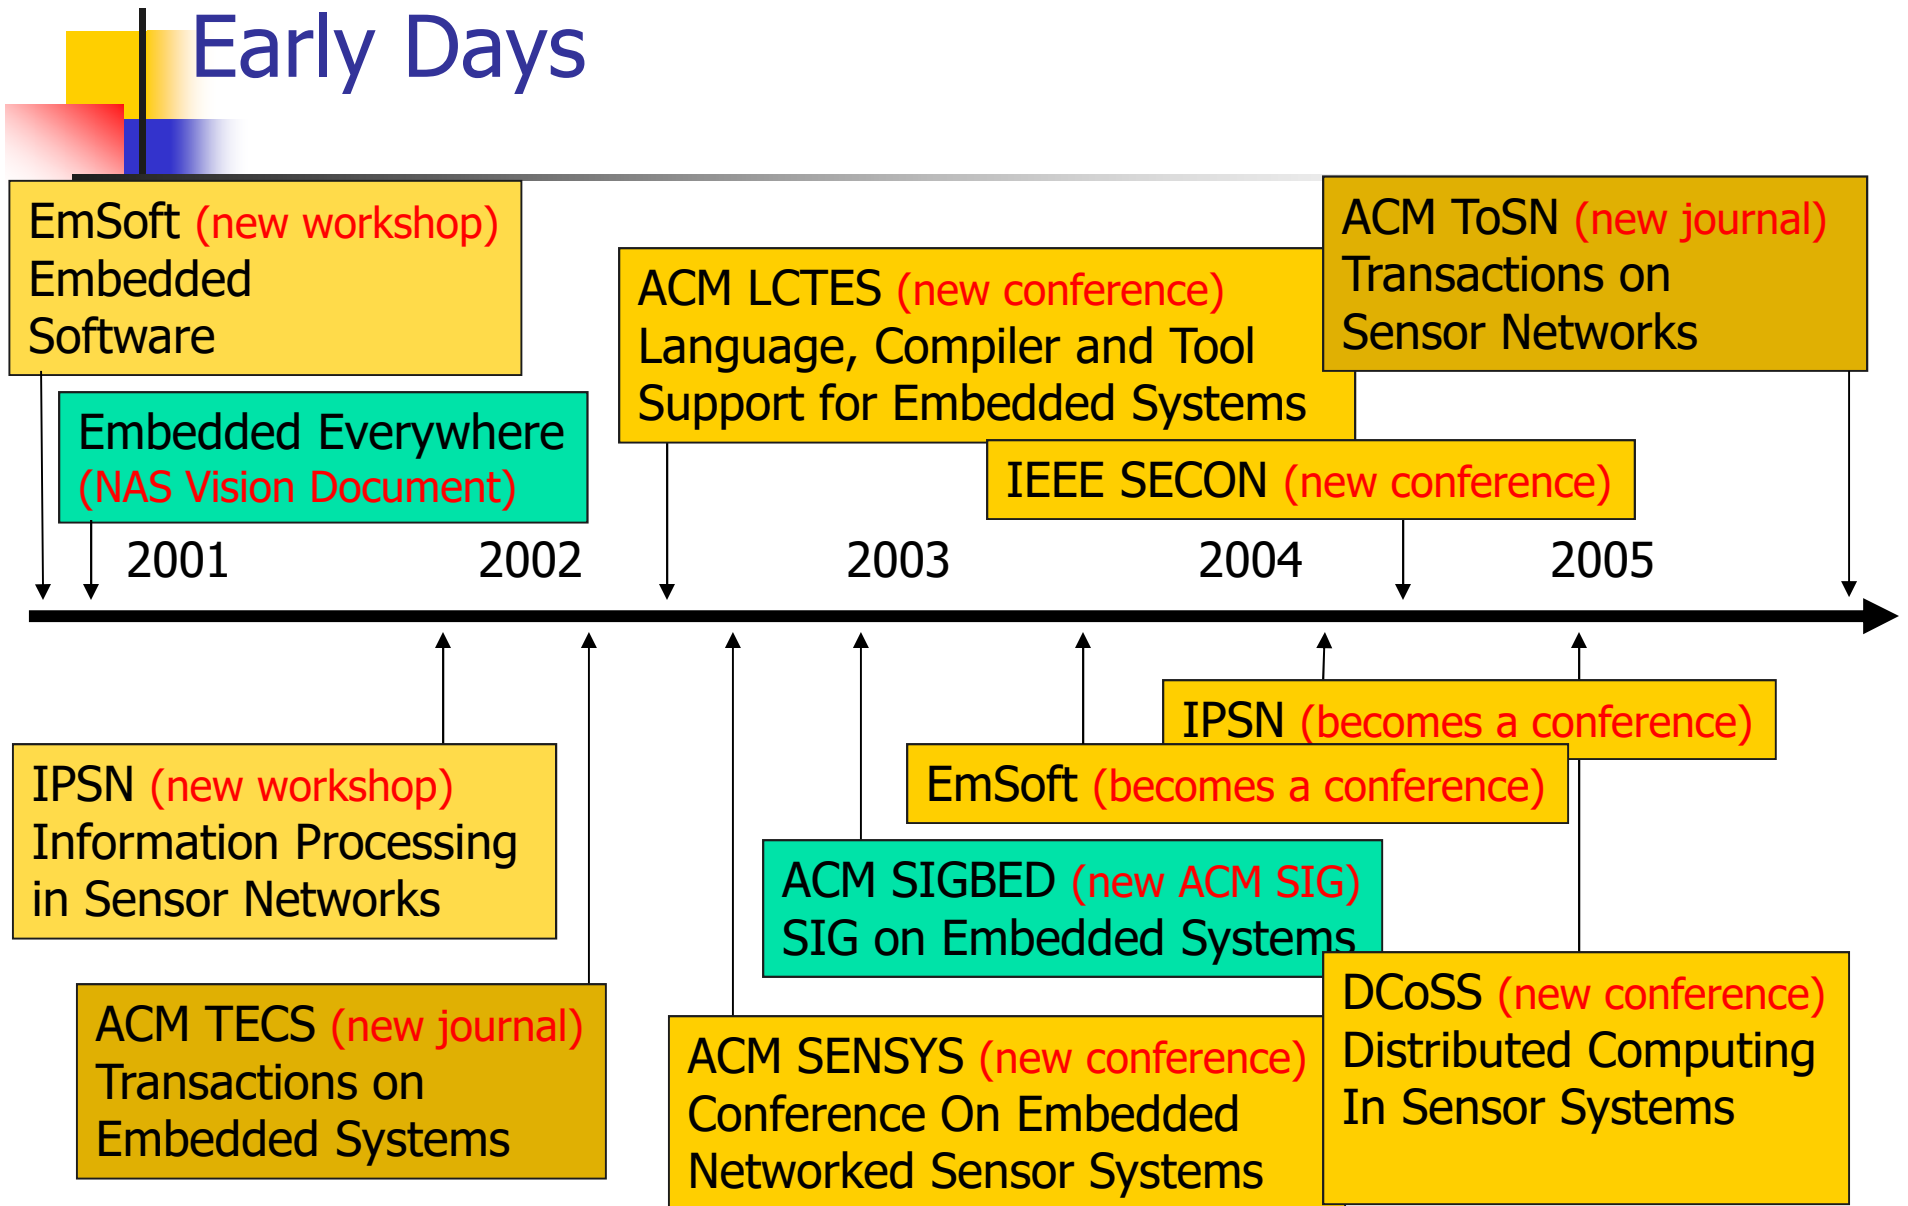 Early Days
EmSoft (new workshop)
Embedded
Software
Embedded Everywhere
(NAS Vision Document)
ACM LCTES (new conference)
Language, Compiler and Tool
Support for Embedded Systems
IEEE SECON (new conference)
ACM ToSN (new journal)
Transactions on
Sensor Networks
2001 2002 2003 2004 2005
IPSN (becomes a conference)
EmSoft (becomes a conference)
IPSN (new workshop)
Information Processing
in Sensor Networks
ACM SIGBED (new ACM SIG)
SIG on Embedded Systems
ACM TECS (new journal)
Transactions on
Embedded Systems
ACM SENSYS (new conference)
Conference On Embedded
Networked Sensor Systems
DCoSS (new conference)
Distributed Computing
In Sensor Systems